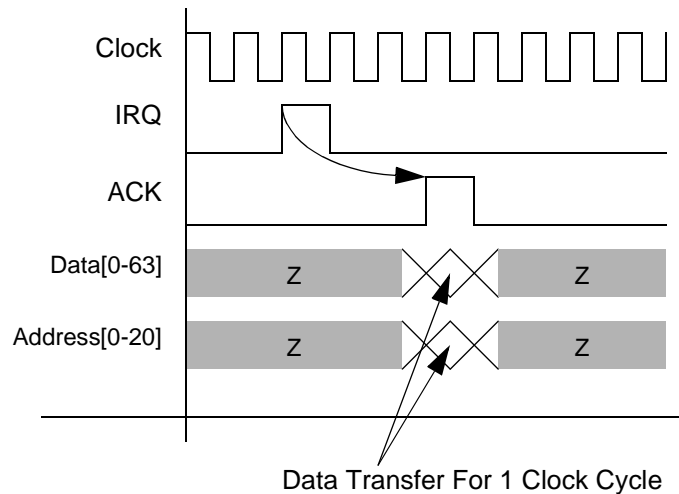 Clock
IRQ
ACK
Data[0-63]
Z
Z
Address[0-20]
Z
Z
Data Transfer For 1 Clock Cycle